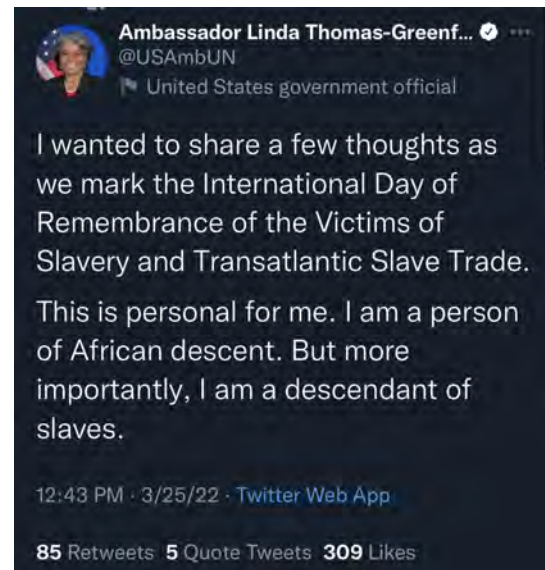 Ambassador Linda Thomas-Greenf...
@USAmbUN
United States government official
I wanted to share a few thoughts as
we mark the International Day of
Remembrance of the Victims of
Slavery and Transatlantic Slave Trade.
This is personal for me. I am a person
of African descent. But more
importantly, I am a descendant of
slaves.
12:43 PM · 3/25/22 · Twitter Web App
85 Retweets 5 Quote Tweets 309 Likes